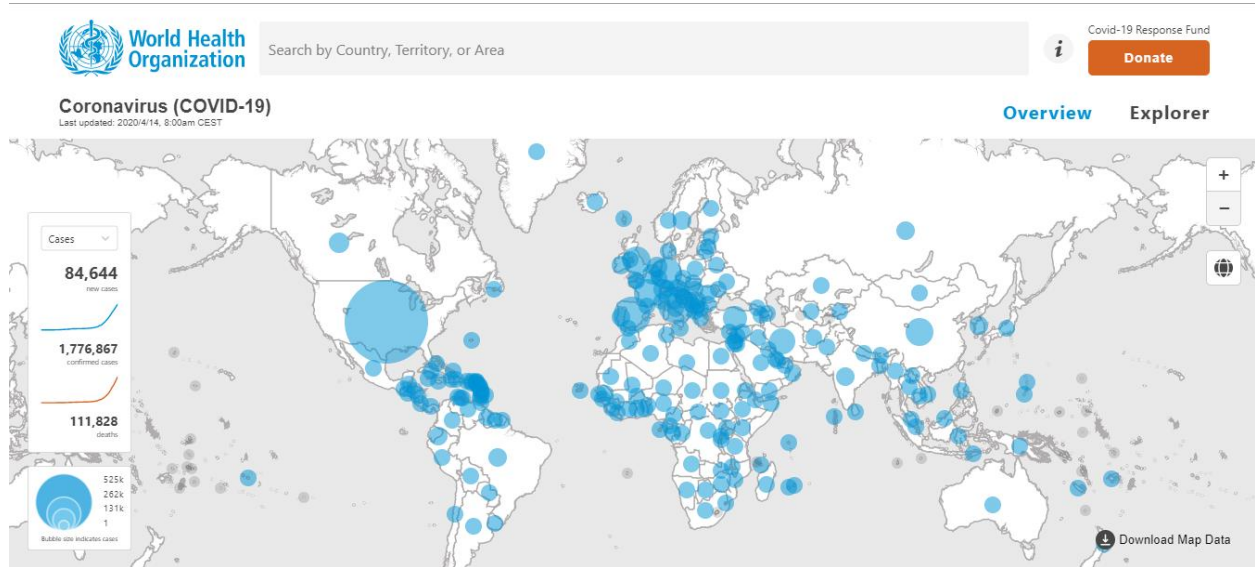 World Health
Organization
Search by Country, Territory, or Area
i
Covid-19 Response Fund
Donate
Coronavirus (COVID-19)
Last updated: 2020/4/14, 8:00am CEST
Overview
Explorer
+
−
Cases
84,644
new cases
1,776,867
confirmed cases
111,828
deaths
525k
262k
131k
1
Bubble size indicates cases
Download Map Data